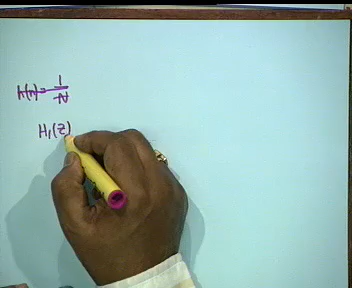 h(n) = 1/N
H₁(Z)